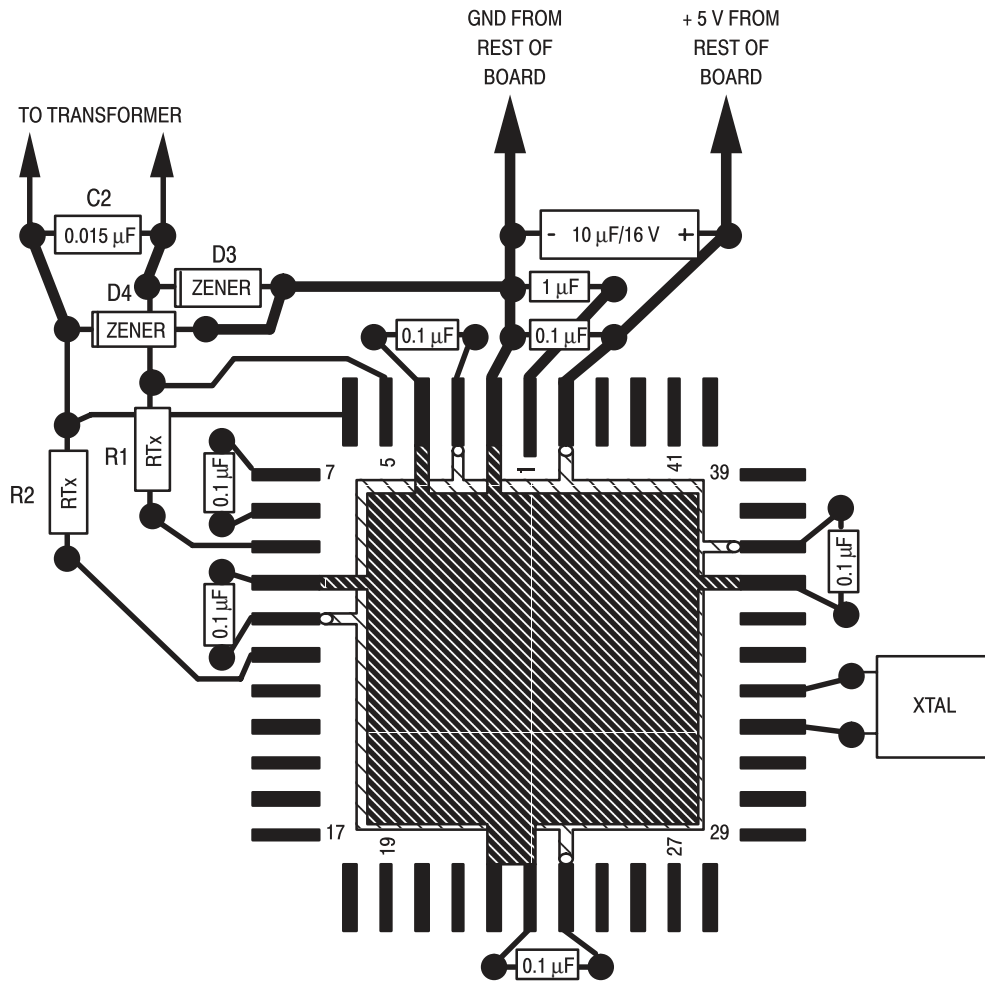 GND FROM
REST OF
BOARD
+ 5 V FROM
REST OF
BOARD
TO TRANSFORMER
C2
0.015 µF
- 10 µF/16 V +
D3
ZENER
1 µF
D4
ZENER
0.1 µF
0.1 µF
R1
RTx
R2
RTx
0.1 µF
0.1 µF
7
5
1
41
39
0.1 µF
XTAL
17
19
27
29
0.1 µF